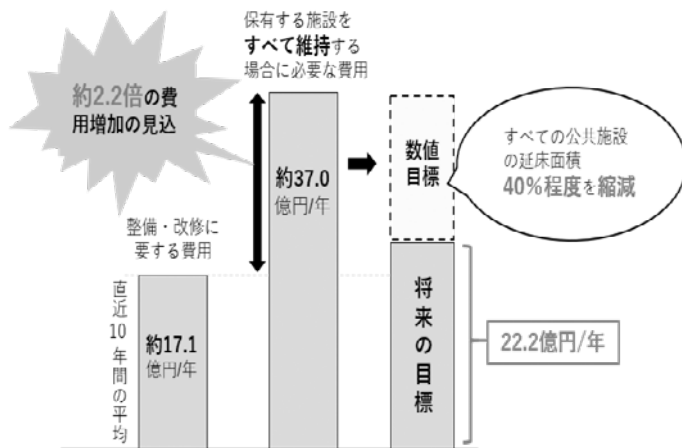 保有する施設を
すべて維持する
場合に必要な費用
約2.2倍の費
用増加の見込
数値
目標
すべての公共施設
の延床面積
40%程度を縮減
約37.0
億円/年
整備・改修に
要する費用
直近10年間の平均
約17.1
億円/年
将来の目標
22.2億円/年